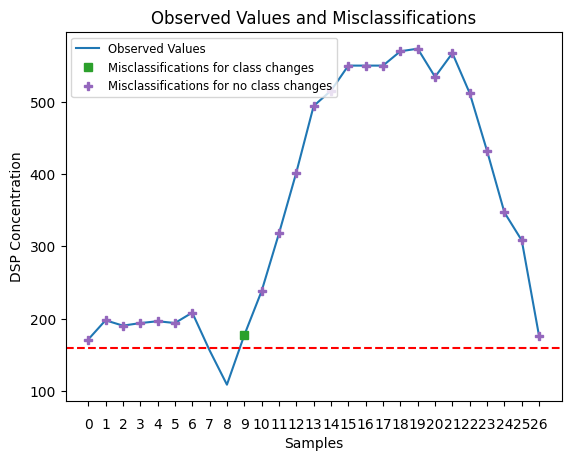 Observed Values and Misclassifications
Observed Values
Misclassifications for class changes
Misclassifications for no class changes
DSP Concentration
500
400
300
200
100
0 1 2 3 4 5 6 7 8 9 10 11 12 13 14 15 16 17 18 19 20 21 22 23 24 25 26
Samples